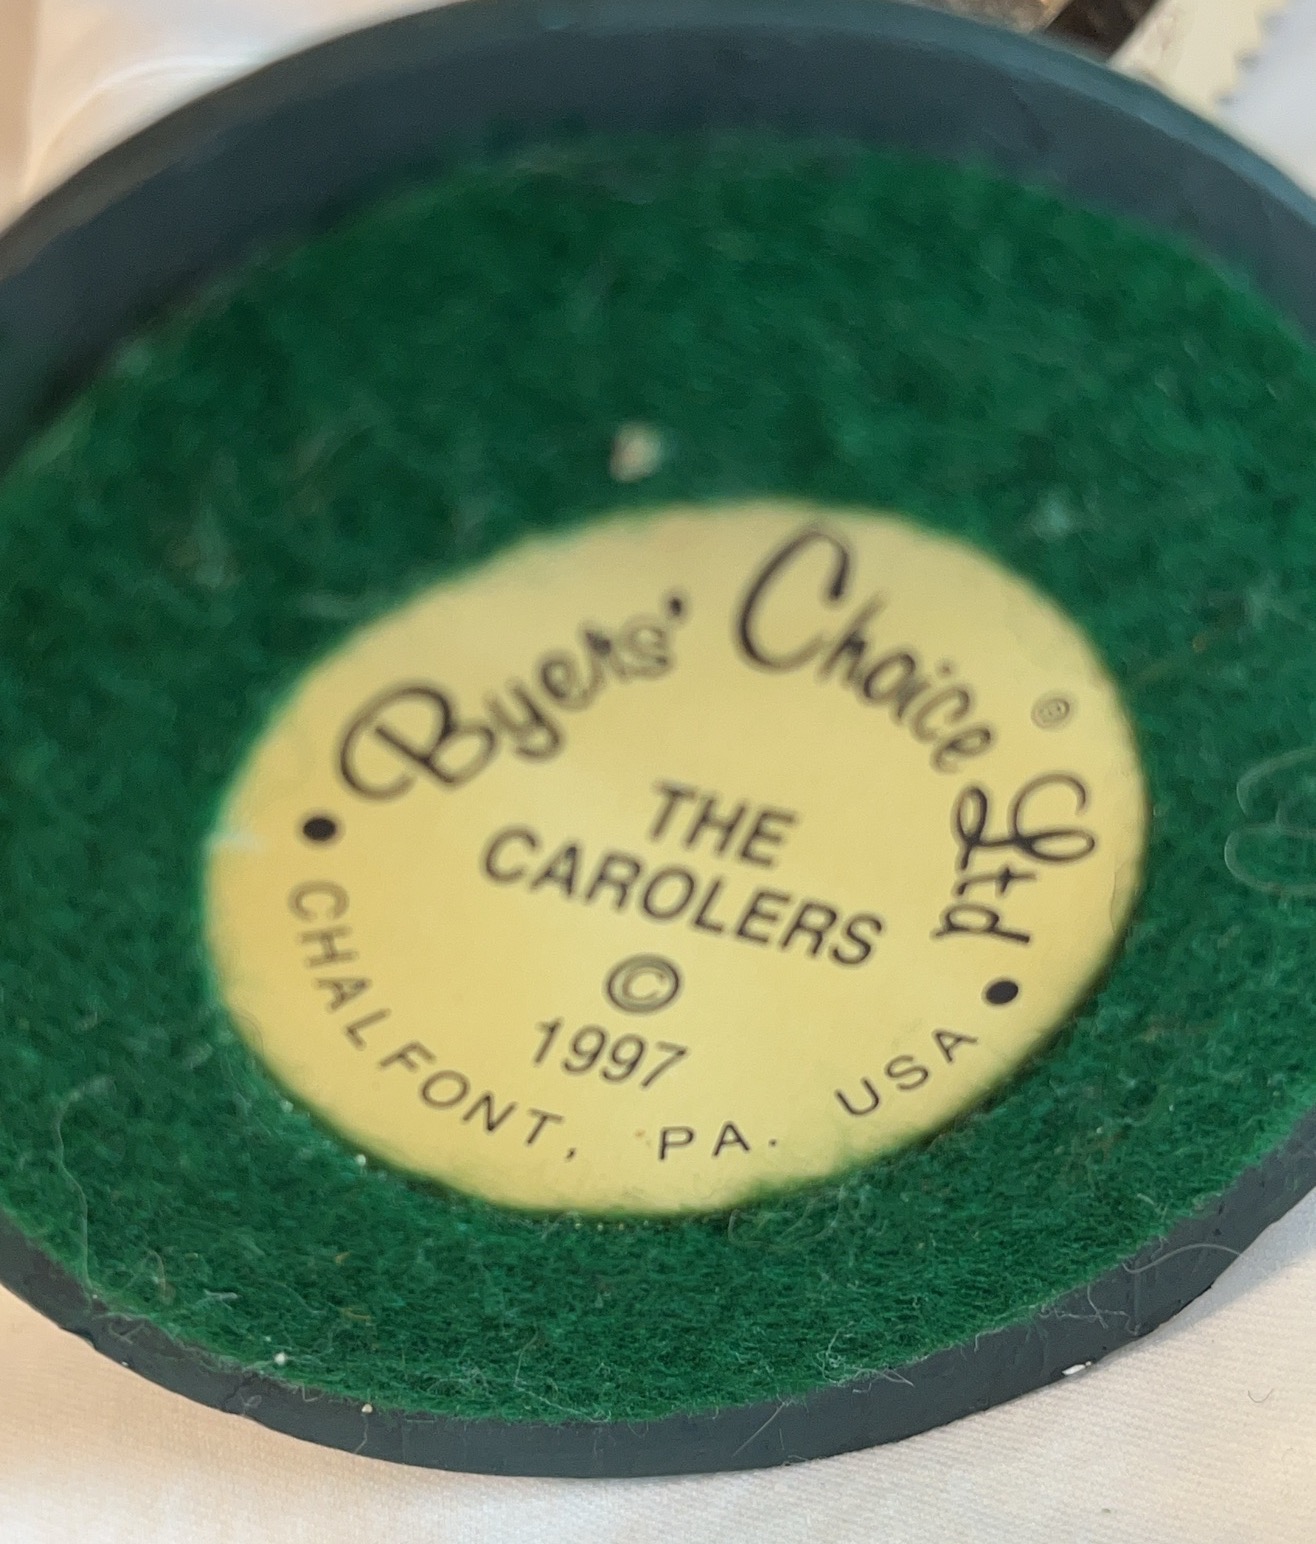 Byers' Choice Ltd ®
THE
CAROLERS
©
1997
• CHALFONT, PA. USA •